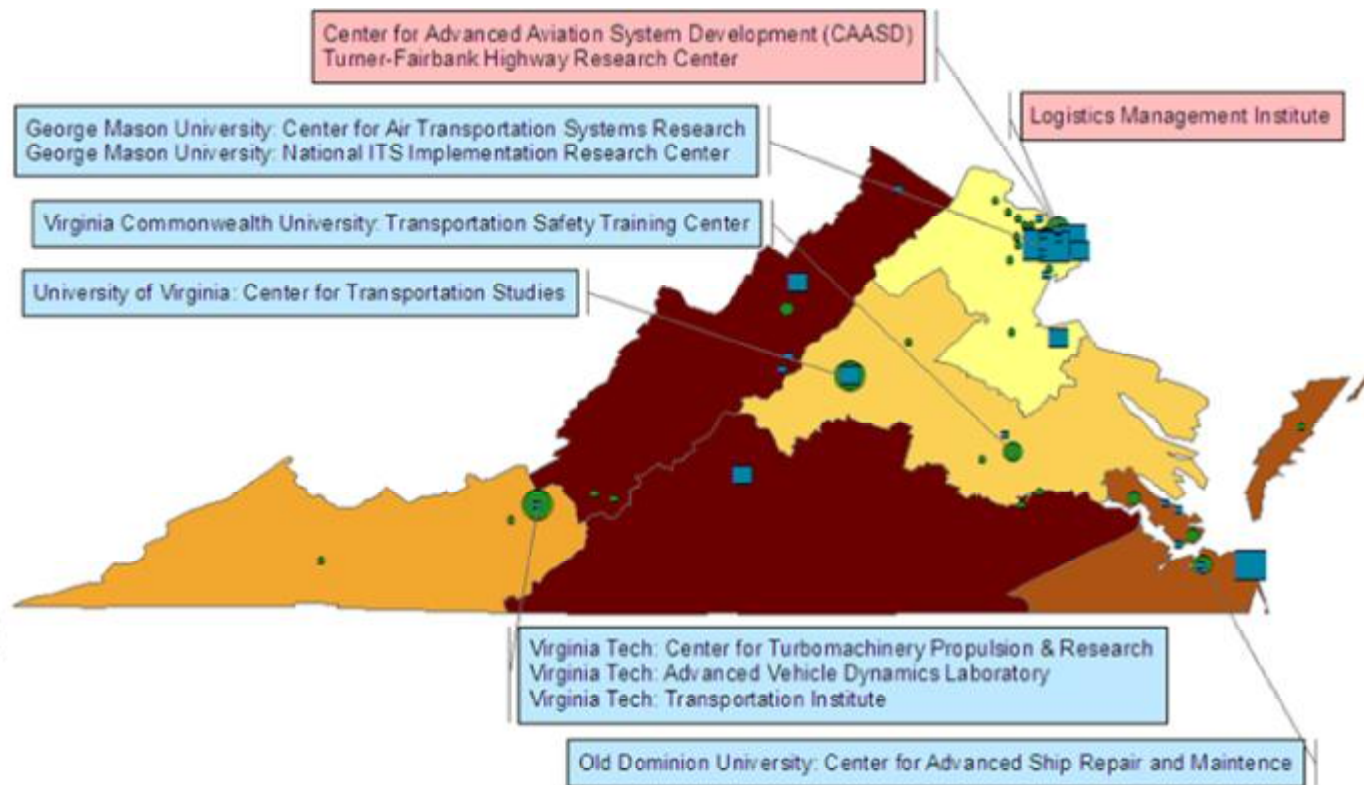 Center for Advanced Aviation System Development (CAASD)
Turner-Fairbank Highway Research Center
Logistics Management Institute
George Mason University: Center for Air Transportation Systems Research
George Mason University: National ITS Implementation Research Center
Virginia Commonwealth University: Transportation Safety Training Center
University of Virginia: Center for Transportation Studies
Virginia Tech: Center for Turbomachinery Propulsion & Research
Virginia Tech: Advanced Vehicle Dynamics Laboratory
Virginia Tech: Transportation Institute
Old Dominion University: Center for Advanced Ship Repair and Maintence